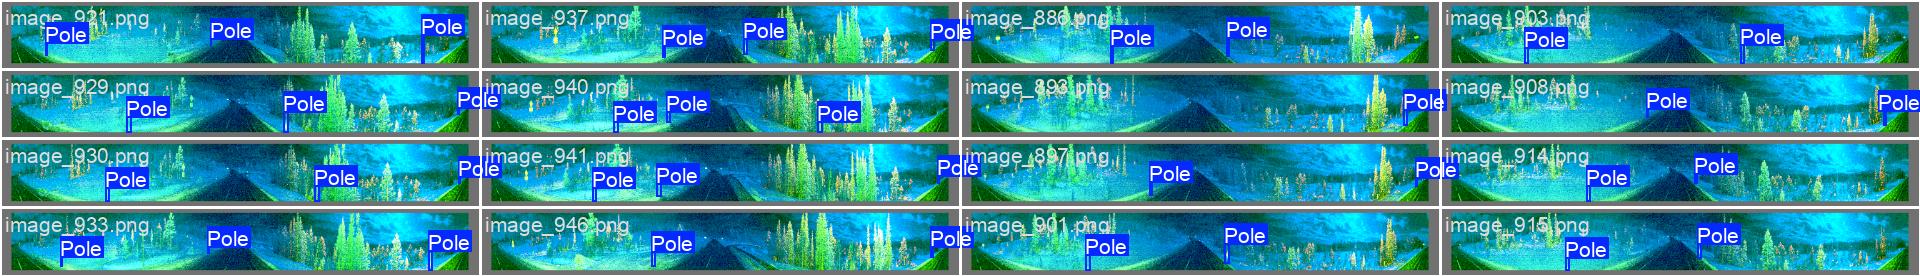 image_921.png
Pole Pole Pole
image_937.png
Pole Pole Pole
image_886.png
Pole Pole
image_903.png
Pole Pole
image_929.png
Pole Pole Pole
image_940.png
Pole Pole Pole
image_893.png
Pole
image_908.png
Pole Pole
image_930.png
Pole Pole Pole
image_941.png
Pole Pole Pole
image_897.png
Pole Pole
image_914.png
Pole Pole
image_933.png
Pole Pole Pole
image_946.png
Pole Pole
image_901.png
Pole Pole
image_915.png
Pole Pole